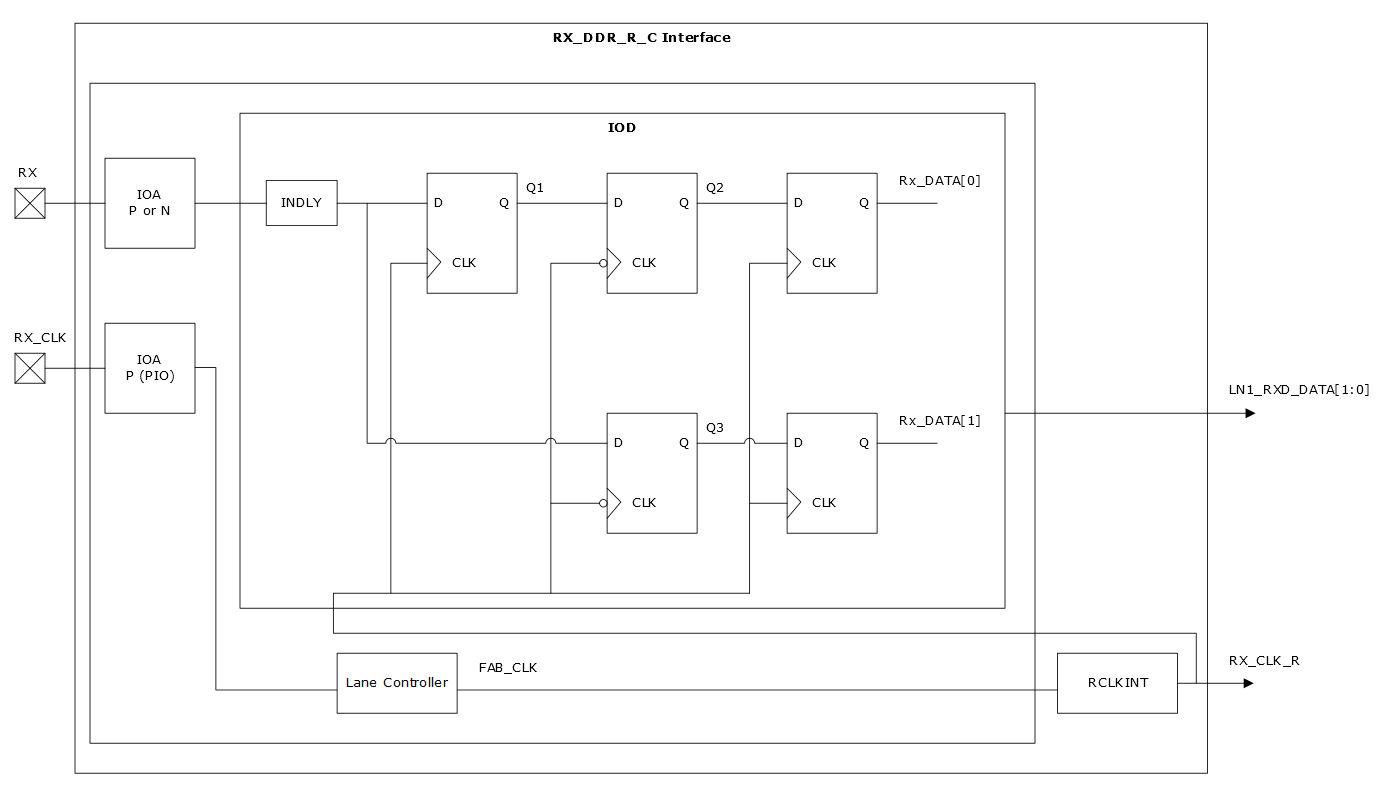 RX_DDR_R_C Interface
IOD
RX
IOA
P or N
INDLY
D
Q
CLK
Q1
D
Q
CLK
Q2
D
Q
CLK
Rx_DATA[0]
RX_CLK
IOA
P (PIO)
D
Q
CLK
Q3
D
Q
CLK
Rx_DATA[1]
LN1_RXD_DATA[1:0]
Lane Controller
FAB_CLK
RCLKINT
RX_CLK_R